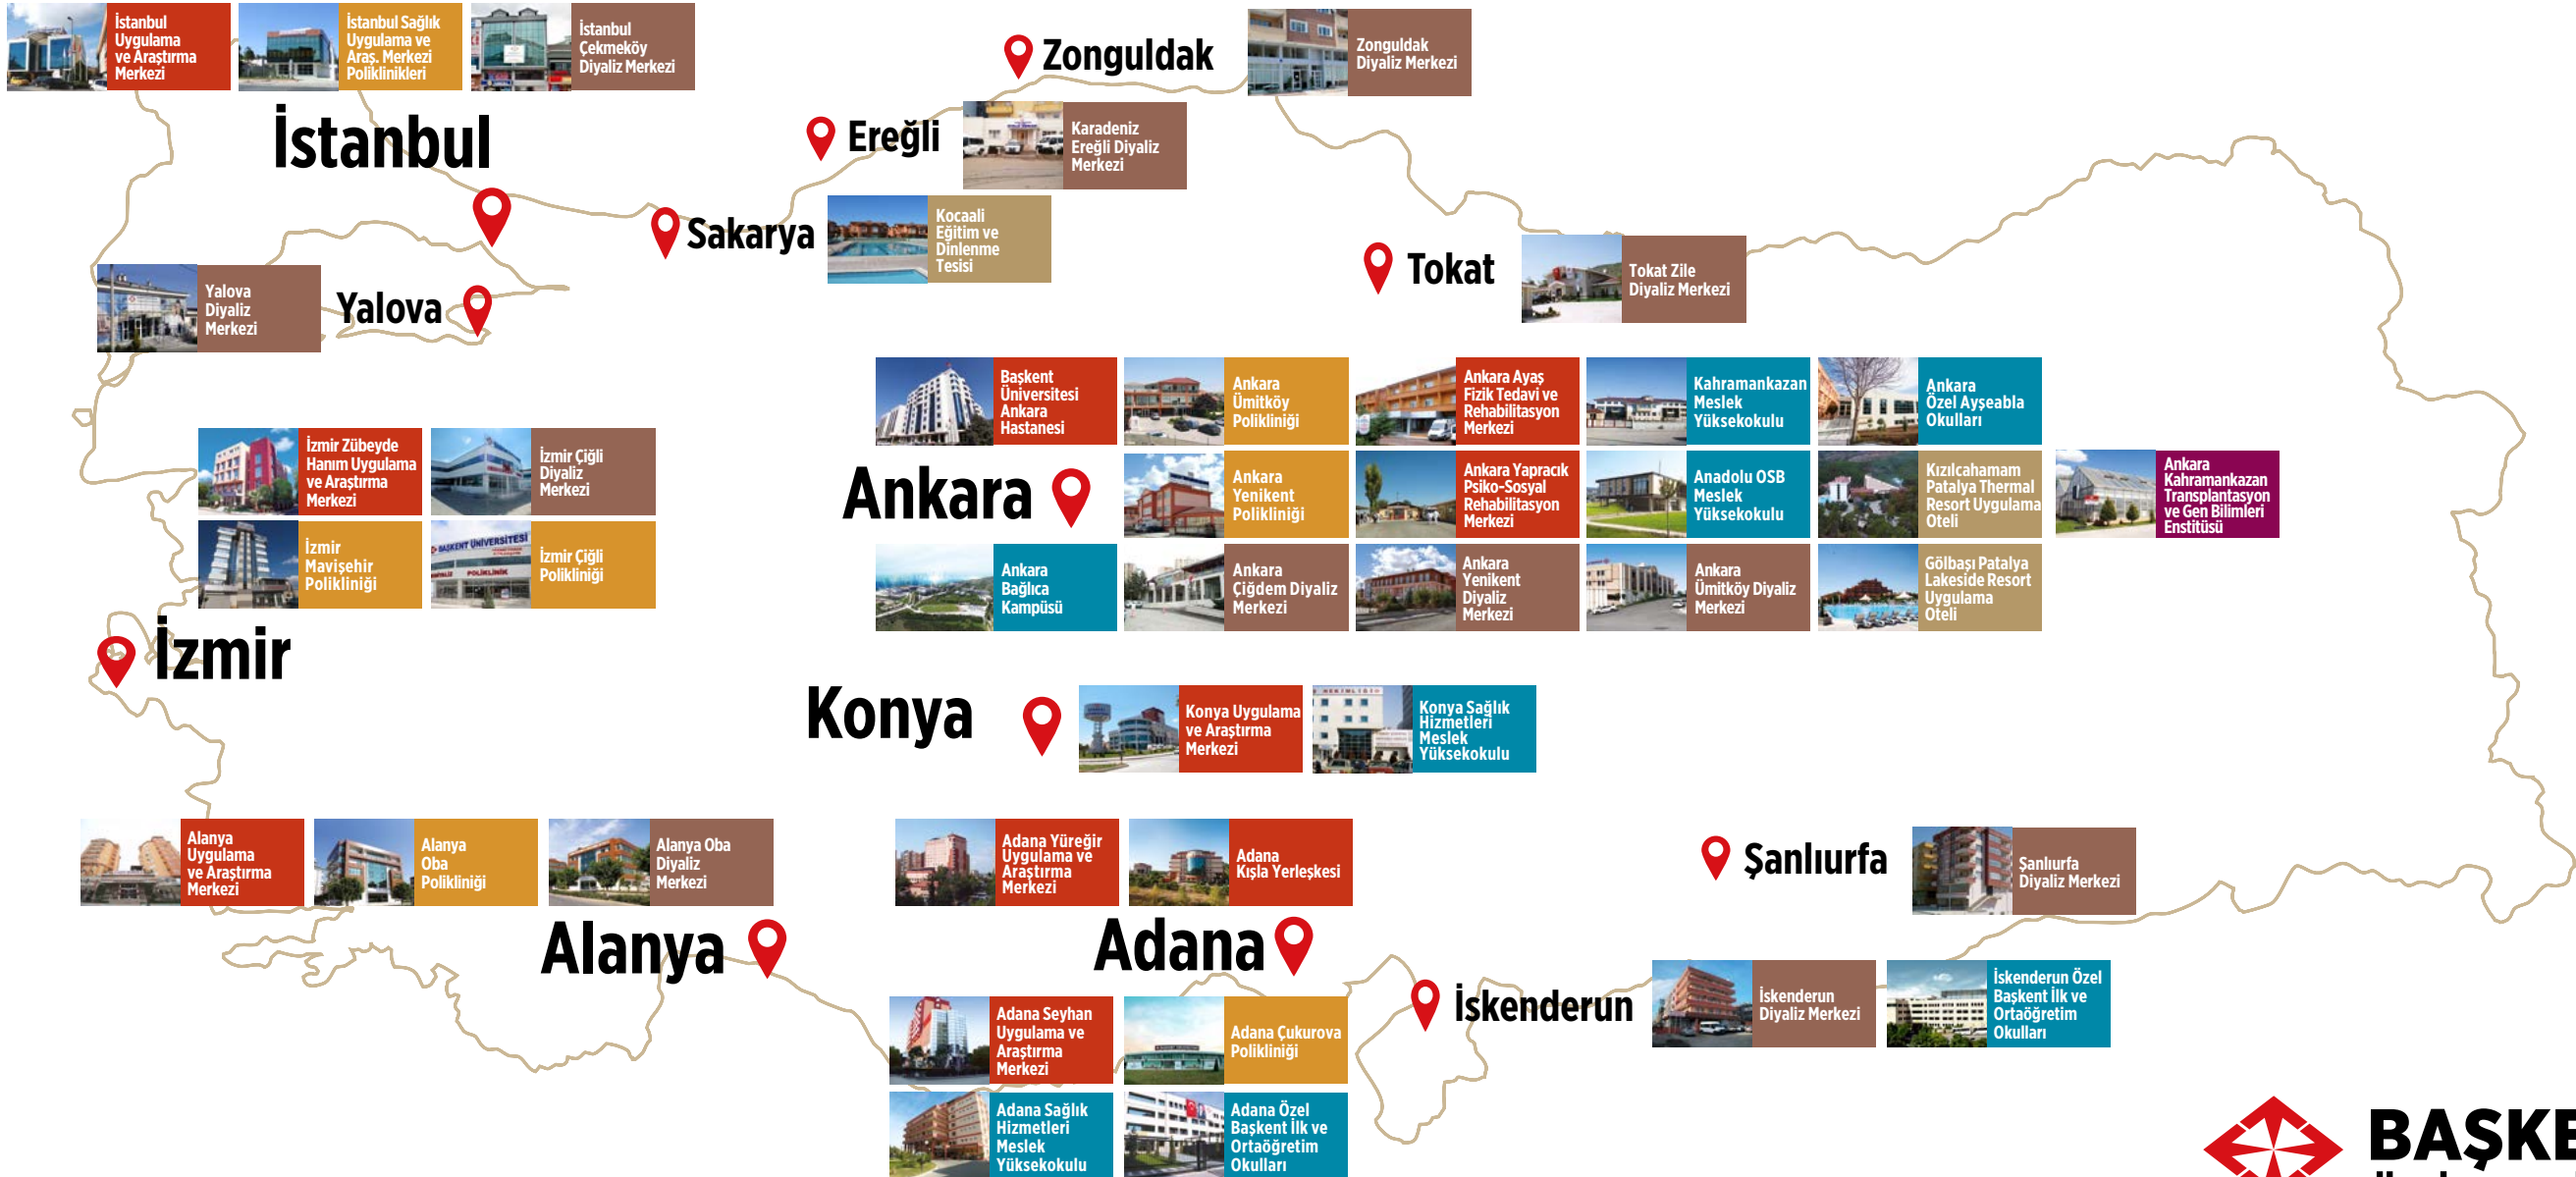 İstanbul
Uygulama
ve Araştırma
Merkezi
İstanbul Sağlık
Uygulama ve
Araş. Merkezi
Poliklinikleri
İstanbul
Çekmeköy
Diyaliz Merkezi
İstanbul
Zonguldak
Zonguldak
Diyaliz Merkezi
Ereğli
Karadeniz
Ereğli Diyaliz
Merkezi
Sakarya
Kocaali
Eğitim ve
Dinlenme
Tesisi
Yalova
Diyaliz
Merkezi
Yalova
Tokat
Tokat Zile
Diyaliz Merkezi
Başkent
Üniversitesi
Ankara
Hastanesi
Ankara
Ümitköy
Polikliniği
Ankara Ayaş
Fizik Tedavi ve
Rehabilitasyon
Merkezi
Kahramankazan
Meslek
Yüksekokulu
Ankara
Özel Ayşeabla
Okulları
Ankara
Ankara
Yenikent
Polikliniği
Ankara Yapracık
Psiko-Sosyal
Rehabilitasyon
Merkezi
Anadolu OSB
Meslek
Yüksekokulu
Kızılcahamam
Patalya Thermal
Resort Uygulama
Oteli
Ankara
Kahramankazan
Transplantasyon
ve Gen Bilimleri
Enstitüsü
Ankara
Bağlıca
Kampüsü
Ankara
Çiğdem Diyaliz
Merkezi
Ankara
Yenikent
Diyaliz
Merkezi
Ankara
Ümitköy Diyaliz
Merkezi
Gölbaşı Patalya
Lakeside Resort
Uygulama
Oteli
İzmir Zübeyde
Hanım Uygulama
ve Araştırma
Merkezi
İzmir Çiğli
Diyaliz
Merkezi
İzmir
Mavişehir
Polikliniği
BAŞKENT ÜNİVERSİTESİ
POLİKLİNİK
İzmir Çiğli
Polikliniği
İzmir
Konya
Konya Uygulama
ve Araştırma
Merkezi
Konya Sağlık
Hizmetleri
Meslek
Yüksekokulu
Alanya
Uygulama
ve Araştırma
Merkezi
Alanya
Oba
Polikliniği
Alanya Oba
Diyaliz
Merkezi
Alanya
Adana Yüreğir
Uygulama ve
Araştırma
Merkezi
Adana
Kışla Yerleşkesi
Adana
Adana Seyhan
Uygulama ve
Araştırma
Merkezi
Adana Çukurova
Polikliniği
Adana Sağlık
Hizmetleri
Meslek
Yüksekokulu
Adana Özel
Başkent İlk ve
Ortaöğretim
Okulları
Şanlıurfa
Şanlıurfa
Diyaliz Merkezi
İskenderun
İskenderun
Diyaliz Merkezi
İskenderun Özel
Başkent İlk ve
Ortaöğretim
Okulları
BAŞKE